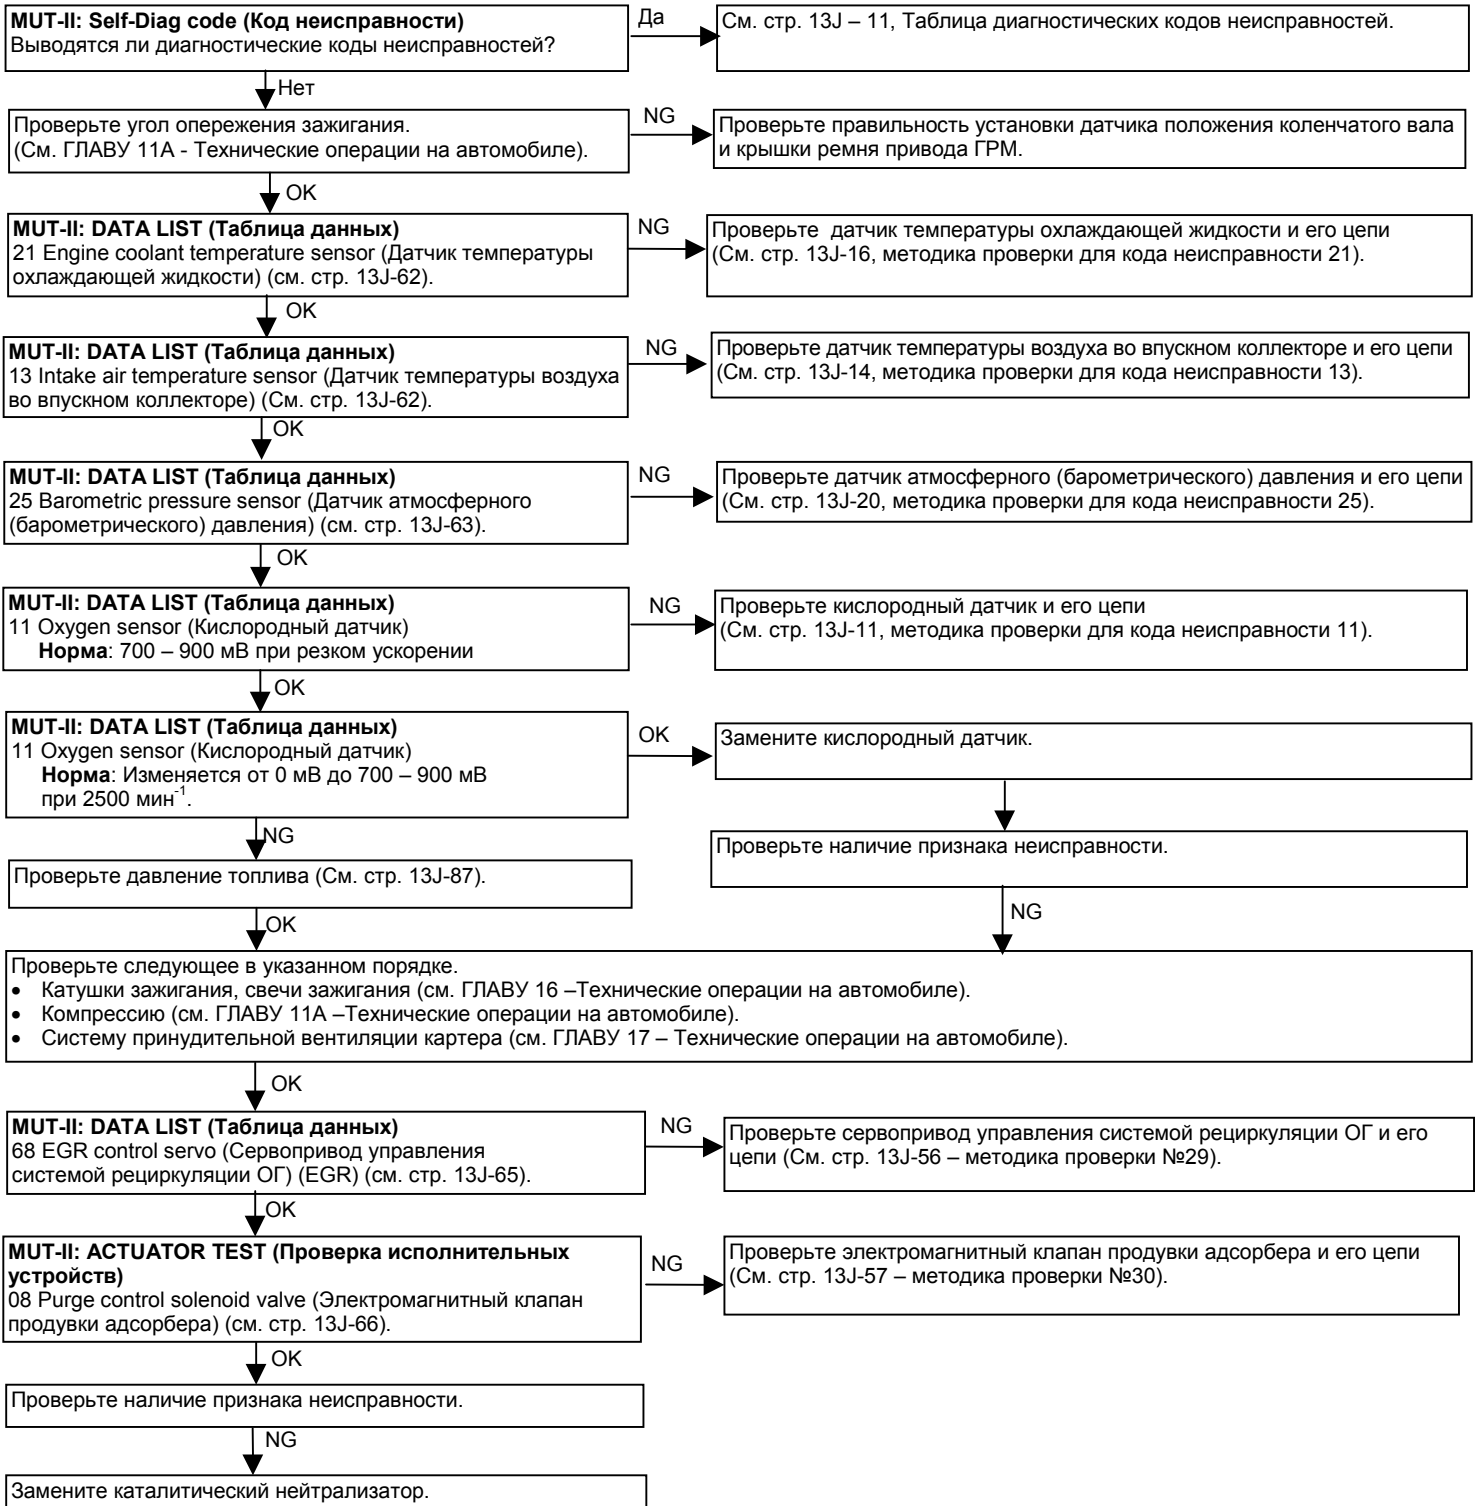 MUT-II: Self-Diag code (Код неисправности)
Выводятся ли диагностические коды неисправностей?
Да
См. стр. 13J – 11, Таблица диагностических кодов неисправностей.
Нет
Проверьте угол опережения зажигания.
(См. ГЛАВУ 11A - Технические операции на автомобиле).
NG
Проверьте правильность установки датчика положения коленчатого вала
и крышки ремня привода ГРМ.
OK
MUT-II: DATA LIST (Таблица данных)
21 Engine coolant temperature sensor (Датчик температуры
охлаждающей жидкости) (см. стр. 13J-62).
NG
Проверьте датчик температуры охлаждающей жидкости и его цепи
(См. стр. 13J-16, методика проверки для кода неисправности 21).
OK
MUT-II: DATA LIST (Таблица данных)
13 Intake air temperature sensor (Датчик температуры воздуха
во впускном коллекторе) (См. стр. 13J-62).
NG
Проверьте датчик температуры воздуха во впускном коллекторе и его цепи
(См. стр. 13J-14, методика проверки для кода неисправности 13).
OK
MUT-II: DATA LIST (Таблица данных)
25 Barometric pressure sensor (Датчик атмосферного
(барометрического) давления) (см. стр. 13J-63).
NG
Проверьте датчик атмосферного (барометрического) давления и его цепи
(См. стр. 13J-20, методика проверки для кода неисправности 25).
OK
MUT-II: DATA LIST (Таблица данных)
11 Oxygen sensor (Кислородный датчик)
Норма: 700 – 900 мВ при резком ускорении
NG
Проверьте кислородный датчик и его цепи
(См. стр. 13J-11, методика проверки для кода неисправности 11).
OK
MUT-II: DATA LIST (Таблица данных)
11 Oxygen sensor (Кислородный датчик)
Норма: Изменяется от 0 мВ до 700 – 900 мВ
при 2500 мин⁻¹.
OK
Замените кислородный датчик.
NG
Проверьте наличие признака неисправности.
Проверьте давление топлива (См. стр. 13J-87).
NG
OK
Проверьте следующее в указанном порядке.
• Катушки зажигания, свечи зажигания (см. ГЛАВУ 16 –Технические операции на автомобиле).
• Компрессию (см. ГЛАВУ 11A –Технические операции на автомобиле).
• Систему принудительной вентиляции картера (см. ГЛАВУ 17 – Технические операции на автомобиле).
OK
MUT-II: DATA LIST (Таблица данных)
68 EGR control servo (Сервопривод управления
системой рециркуляции ОГ) (EGR) (см. стр. 13J-65).
NG
Проверьте сервопривод управления системой рециркуляции ОГ и его
цепи (См. стр. 13J-56 – методика проверки №29).
OK
MUT-II: ACTUATOR TEST (Проверка исполнительных
устройств)
08 Purge control solenoid valve (Электромагнитный клапан
продувки адсорбера) (см. стр. 13J-66).
NG
Проверьте электромагнитный клапан продувки адсорбера и его цепи
(См. стр. 13J-57 – методика проверки №30).
OK
Проверьте наличие признака неисправности.
NG
Замените каталитический нейтрализатор.